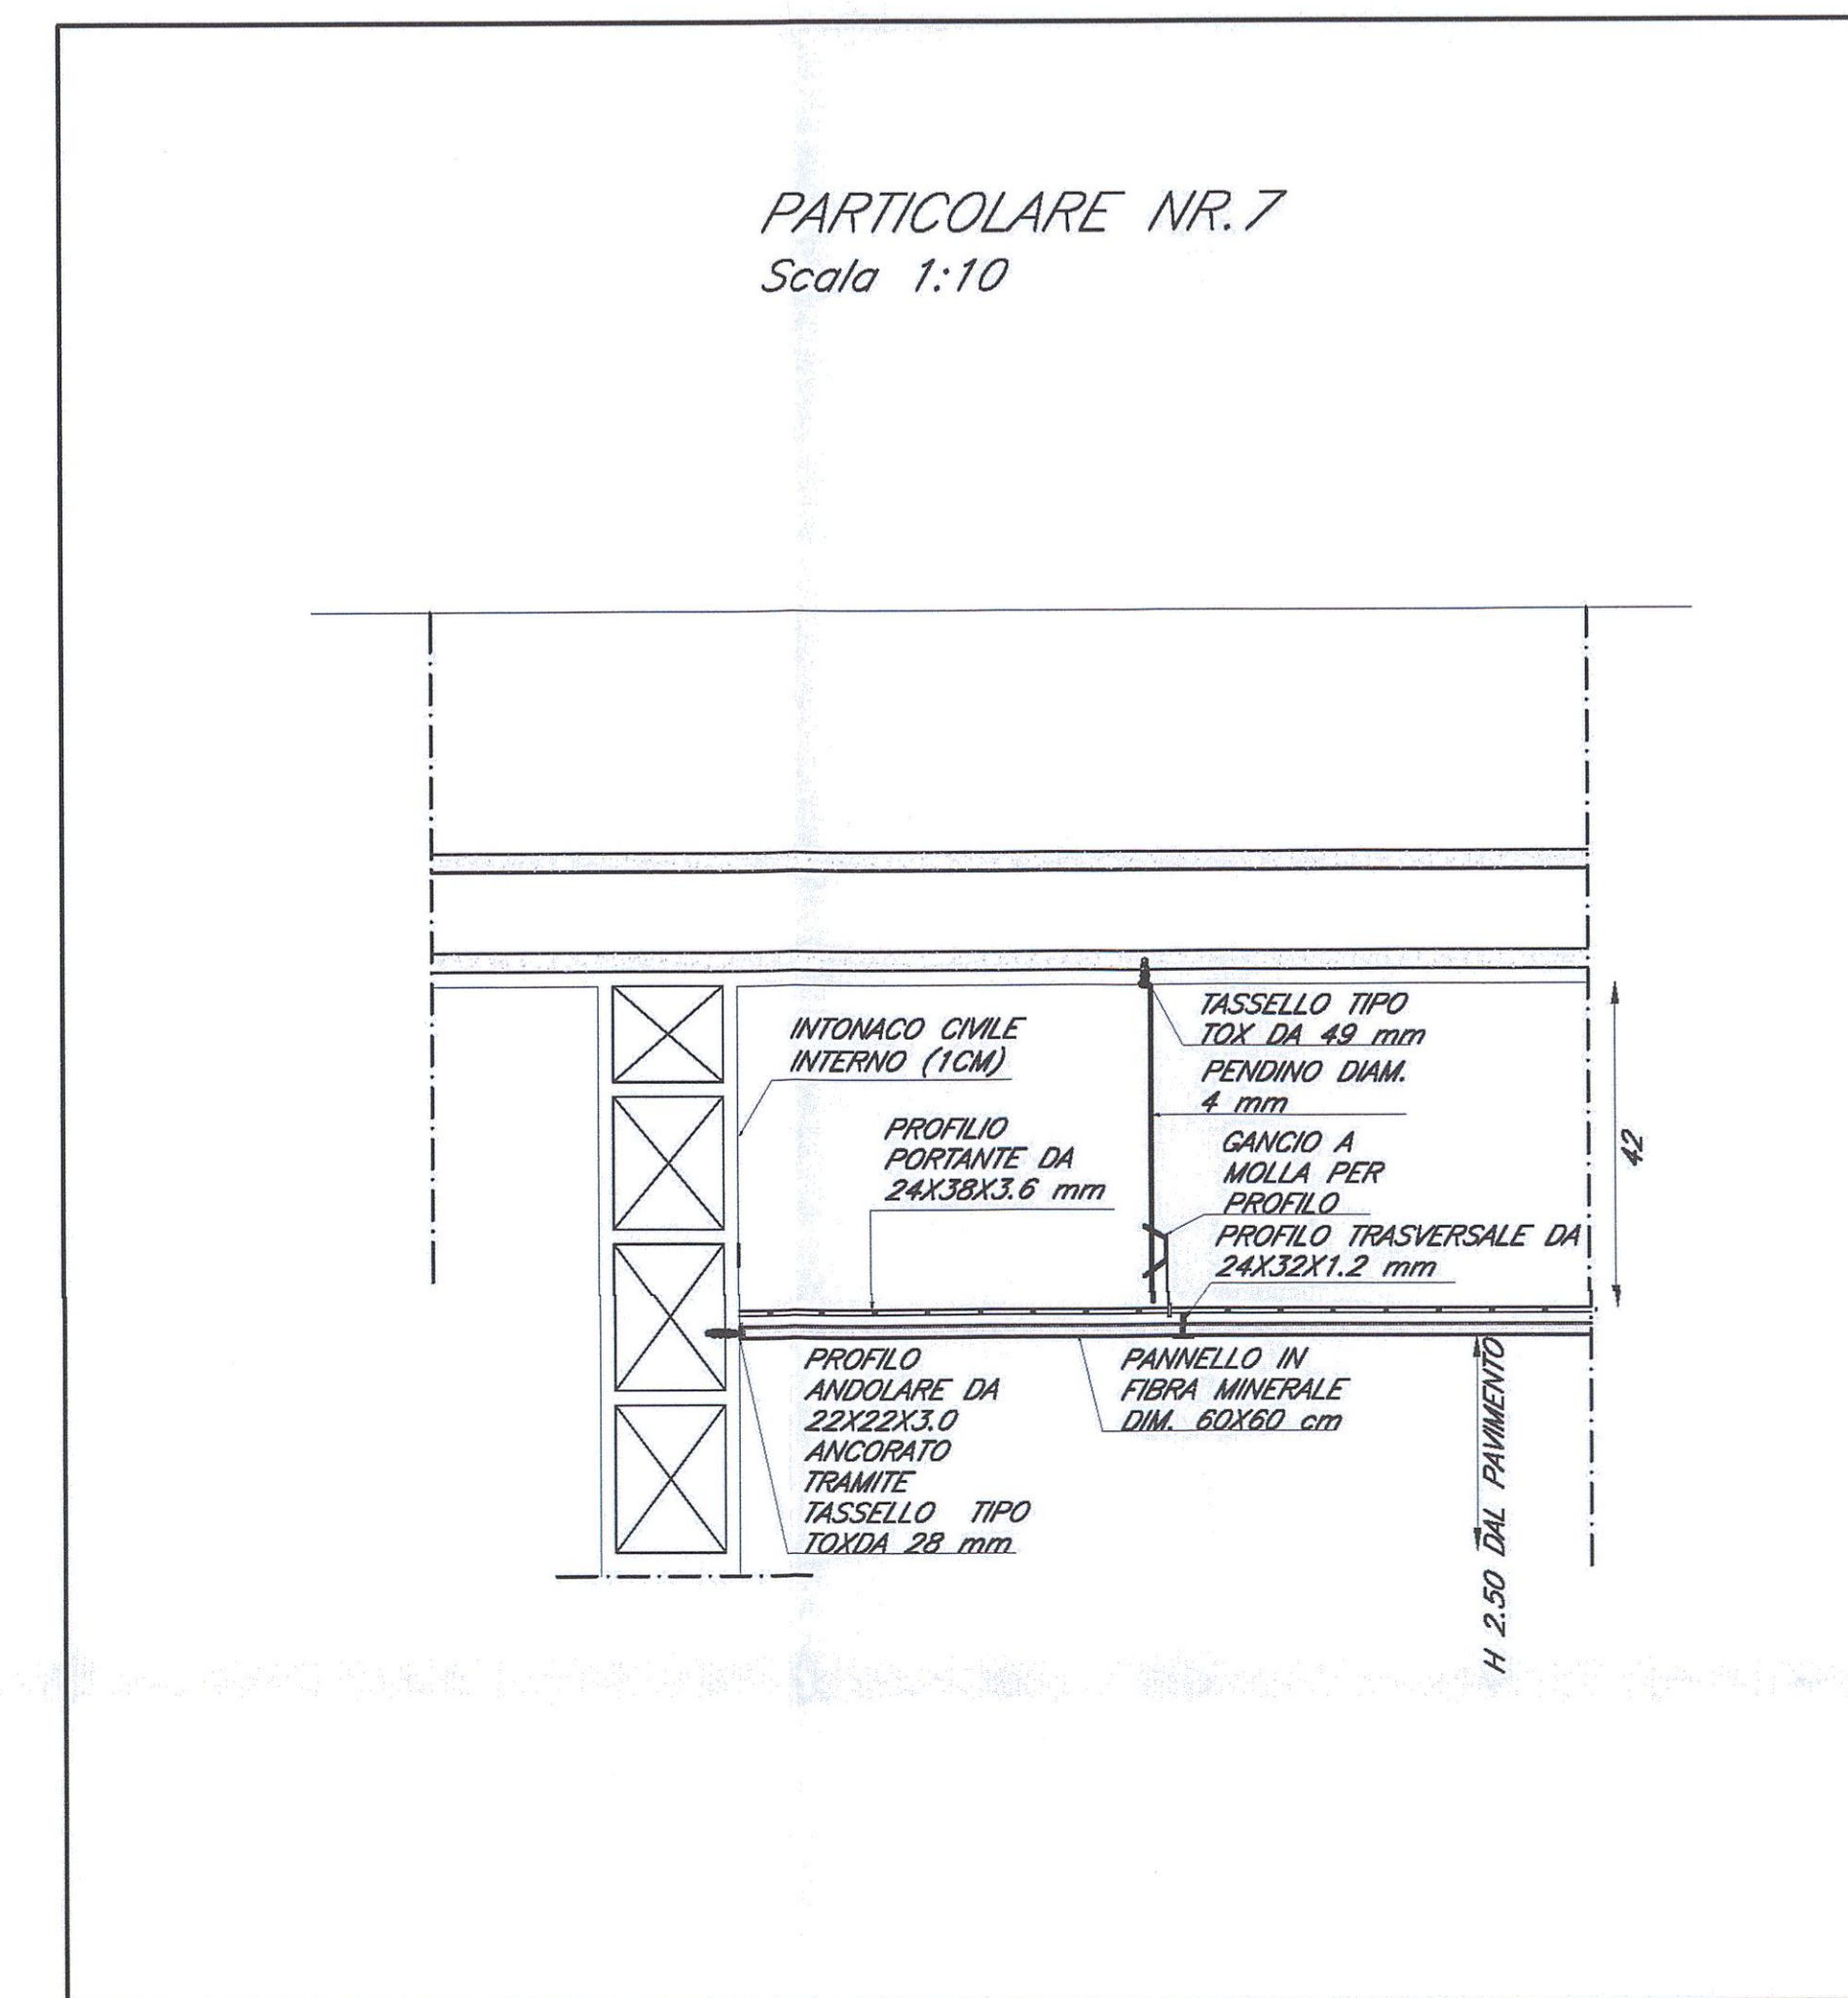 PARTICOLARE NR.7
Scala 1:10
INTONACO CIVILE
INTERNO (1CM)
PROFILIO
PORTANTE DA
24X38X3.6 mm
TASSELLO TIPO
TOX DA 49 mm
PENDINO DIAM.
4 mm
GANCIO A
MOLLA PER
PROFILO
PROFILO TRASVERSALE DA
24X32X1.2 mm
42
PROFILO
ANDOLARE DA
22X22X3.0
ANCORATO
TRAMITE
TASSELLO TIPO
TOXDA 28 mm
PANNELLO IN
FIBRA MINERALE
DIM. 60X60 cm
H 2.50 DAL PAVIMENTO